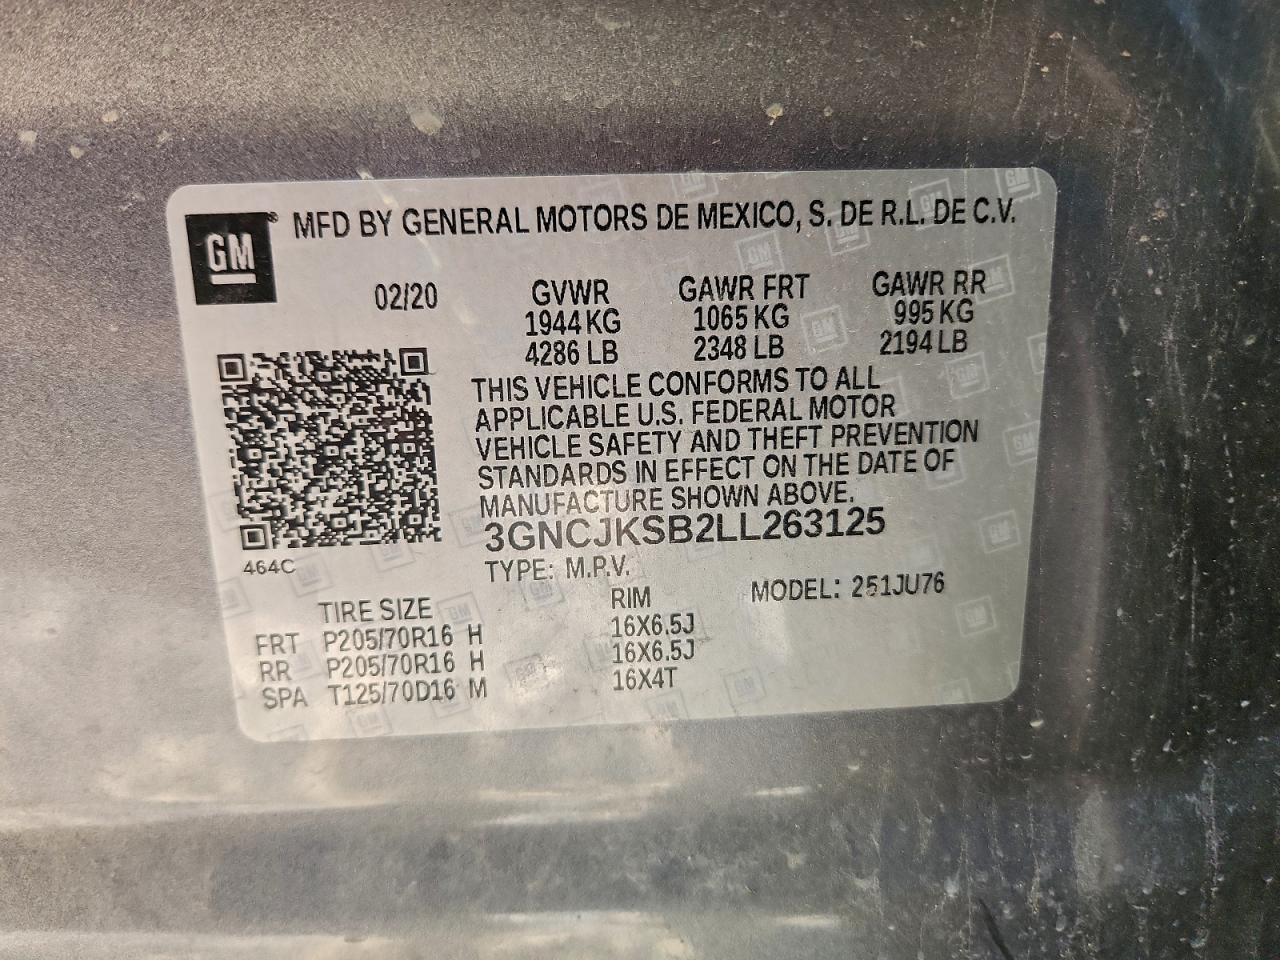 GM® MFD BY GENERAL MOTORS DE MEXICO, S. DE R.L. DE C.V.
02/20 GVWR GAWR FRT GAWR RR
1944 KG 1065 KG 995 KG
4286 LB 2348 LB 2194 LB
THIS VEHICLE CONFORMS TO ALL
APPLICABLE U.S. FEDERAL MOTOR
VEHICLE SAFETY AND THEFT PREVENTION
STANDARDS IN EFFECT ON THE DATE OF
MANUFACTURE SHOWN ABOVE.
3GNCJKSB2LL263125
464C
TYPE: M.P.V. MODEL: 251JU76
TIRE SIZE RIM
FRT P205/70R16 H 16X6.5J
RR P205/70R16 H 16X6.5J
SPA T125/70D16 M 16X4T